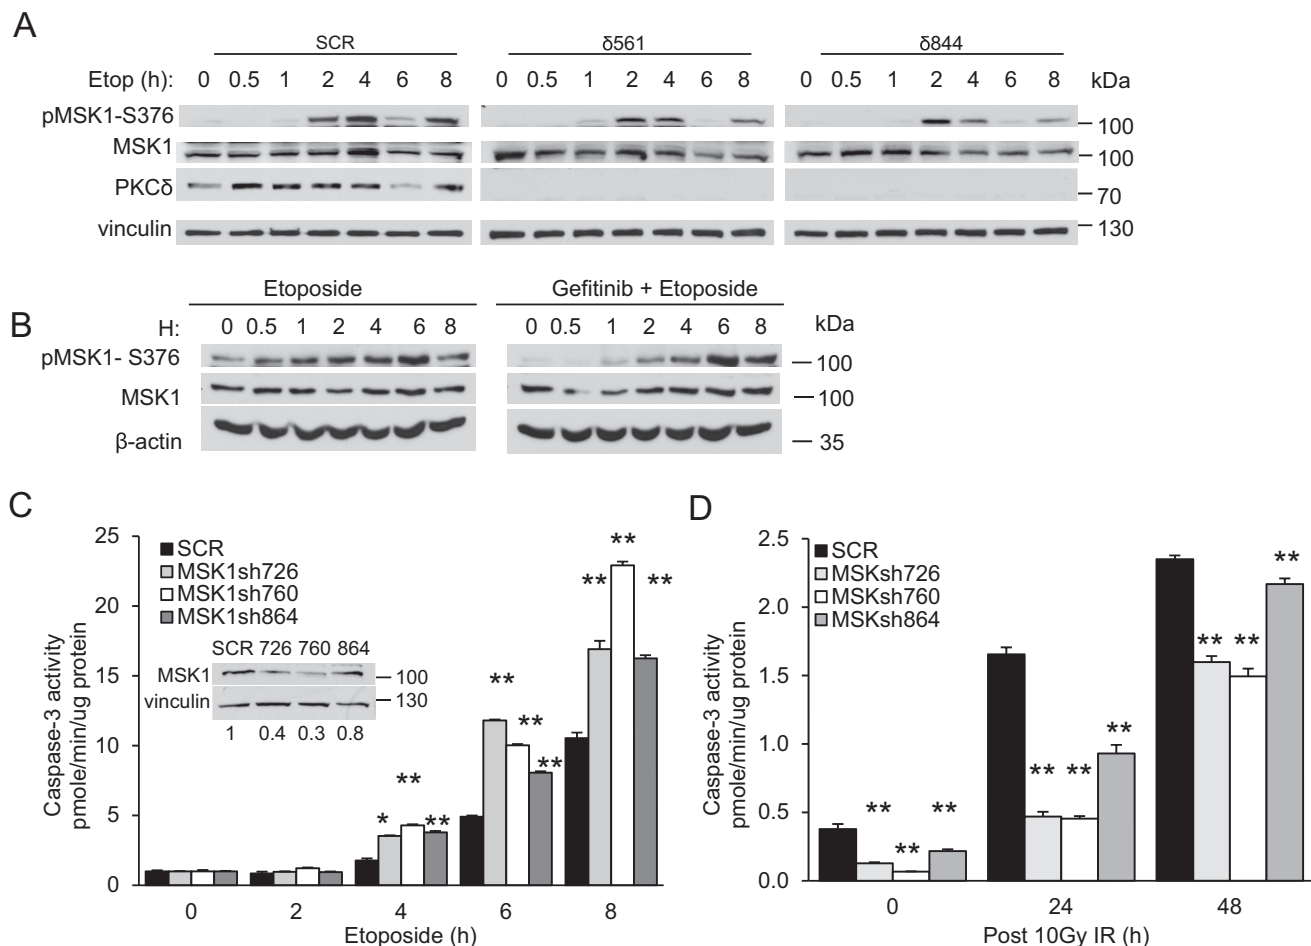 A
SCR δ561 δ844
Etop (h): 0 0.5 1 2 4 6 8 0 0.5 1 2 4 6 8 0 0.5 1 2 4 6 8 kDa
pMSK1-S376 100
MSK1 100
PKCδ 70
vinculin 130
B
Etoposide Gefitinib + Etoposide
H: 0 0.5 1 2 4 6 8 0 0.5 1 2 4 6 8 kDa
pMSK1- S376 100
MSK1 100
β-actin 35
C
Caspase-3 activity
pmole/min/ug protein
25
20
15
10
5
0
SCR
MSK1sh726
MSK1sh760
MSK1sh864
SCR 726 760 864
MSK1 100
vinculin 130
1 0.4 0.3 0.8
* ** **
** ** **
** ** **
0 2 4 6 8
Etoposide (h)
D
Caspase-3 activity
pmole/min/ug protein
2.5
2.0
1.5
1.0
0.5
0.0
SCR
MSKsh726
MSKsh760
MSKsh864
** ** **
** ** **
** ** **
0 24 48
Post 10Gy IR (h)